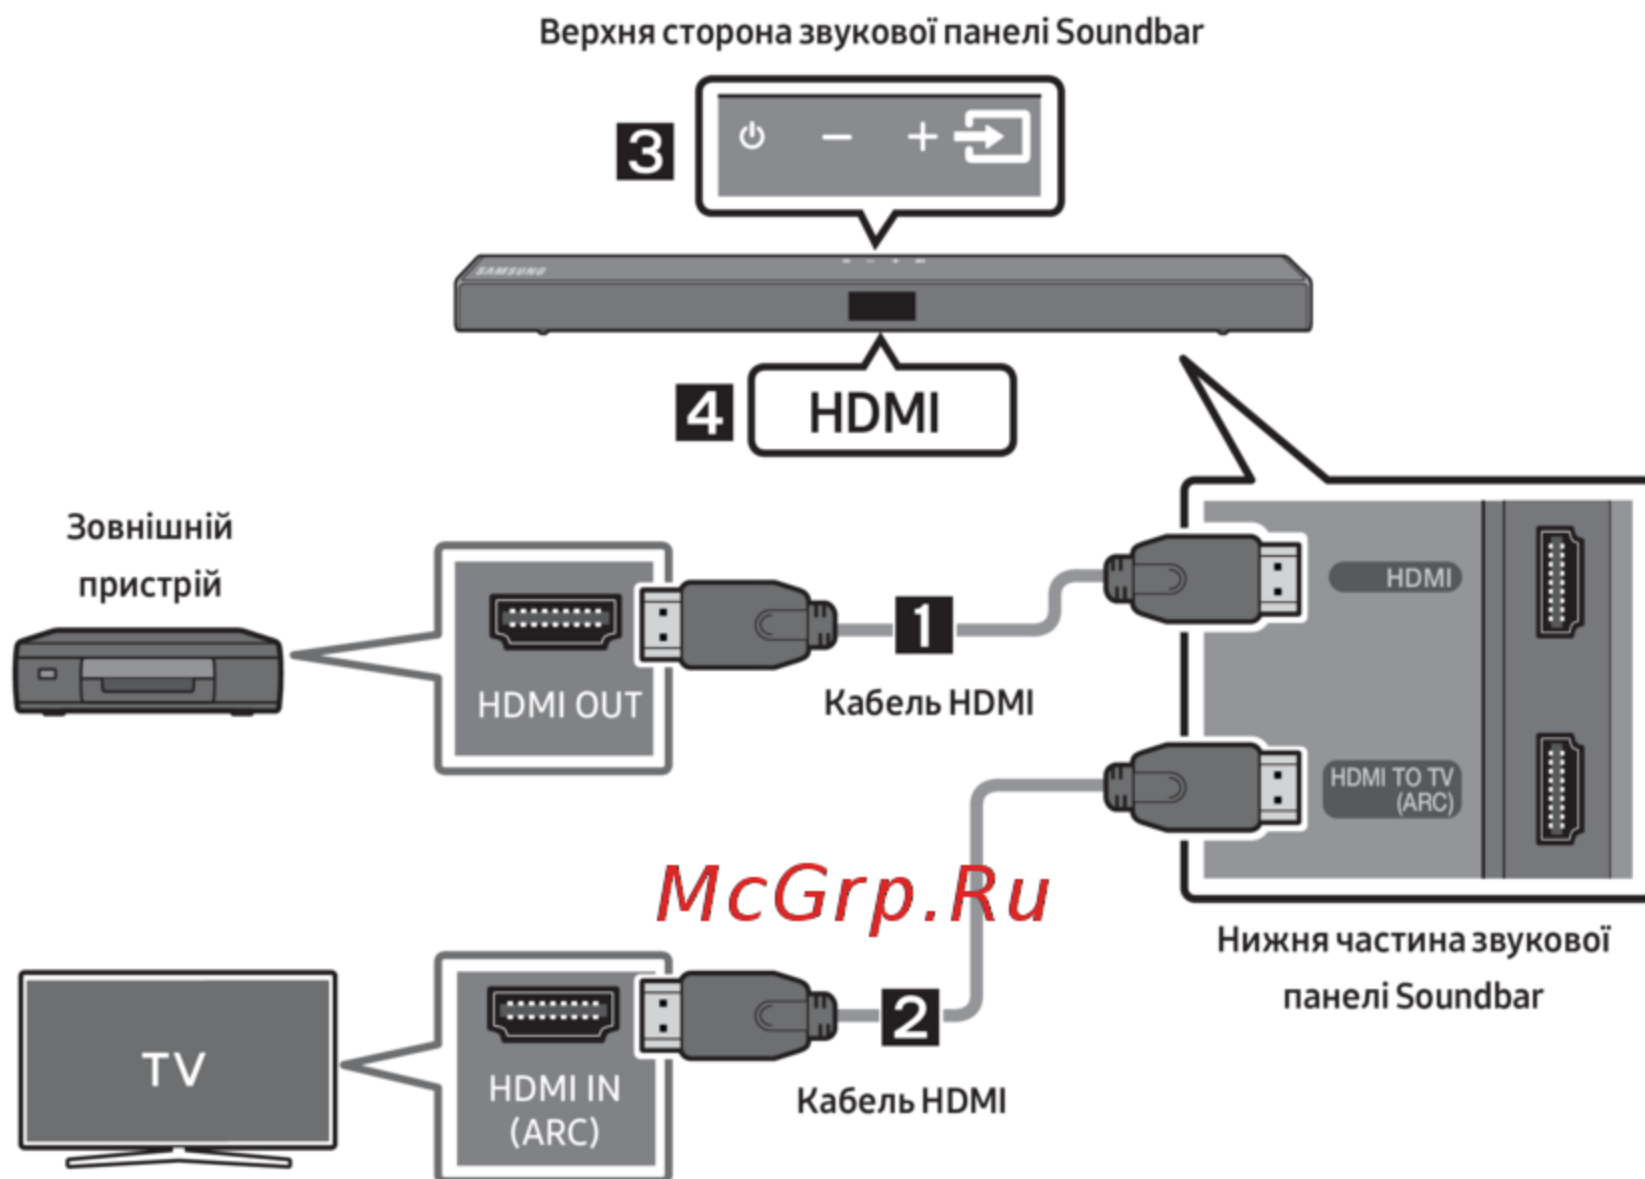 Верхня сторона звукової панелі Soundbar
3
SAMSUNG
4
HDMI
Зовнішній
пристрій
HDMI OUT
1
Кабель HDMI
HDMI
HDMI TO TV
(ARC)
McGrp.Ru
Нижня частина звукової
панелі Soundbar
TV
HDMI IN
(ARC)
2
Кабель HDMI